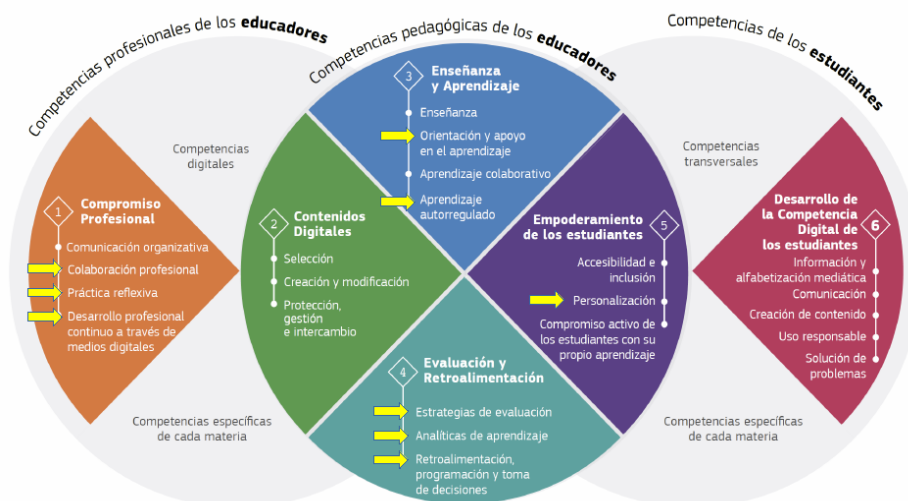 Competencias profesionales de los educadores
Competencias pedagógicas de los educadores
Competencias de los estudiantes
Competencias
digitales
Competencias
transversales
1
Compromiso
Profesional
Comunicación organizativa
Colaboración profesional
Práctica reflexiva
Desarrollo profesional
continuo a través de
medios digitales
2
Contenidos
Digitales
Selección
Creación y modificación
Protección,
gestión
e intercambio
3
Enseñanza
y Aprendizaje
Enseñanza
Orientación y apoyo
en el aprendizaje
Aprendizaje colaborativo
Aprendizaje
autorregulado
4
Evaluación y
Retroalimentación
Estrategias de evaluación
Analíticas de aprendizaje
Retroalimentación,
programación y toma
de decisiones
Empoderamiento
de los estudiantes
5
Accesibilidad e
inclusión
Personalización
Compromiso activo de
los estudiantes con su
propio aprendizaje
Desarrollo de
la Competencia
Digital de
los estudiantes
6
Información y
alfabetización mediática
Comunicación
Creación de contenido
Uso responsable
Solución de
problemas
Competencias específicas
de cada materia
Competencias específicas
de cada materia